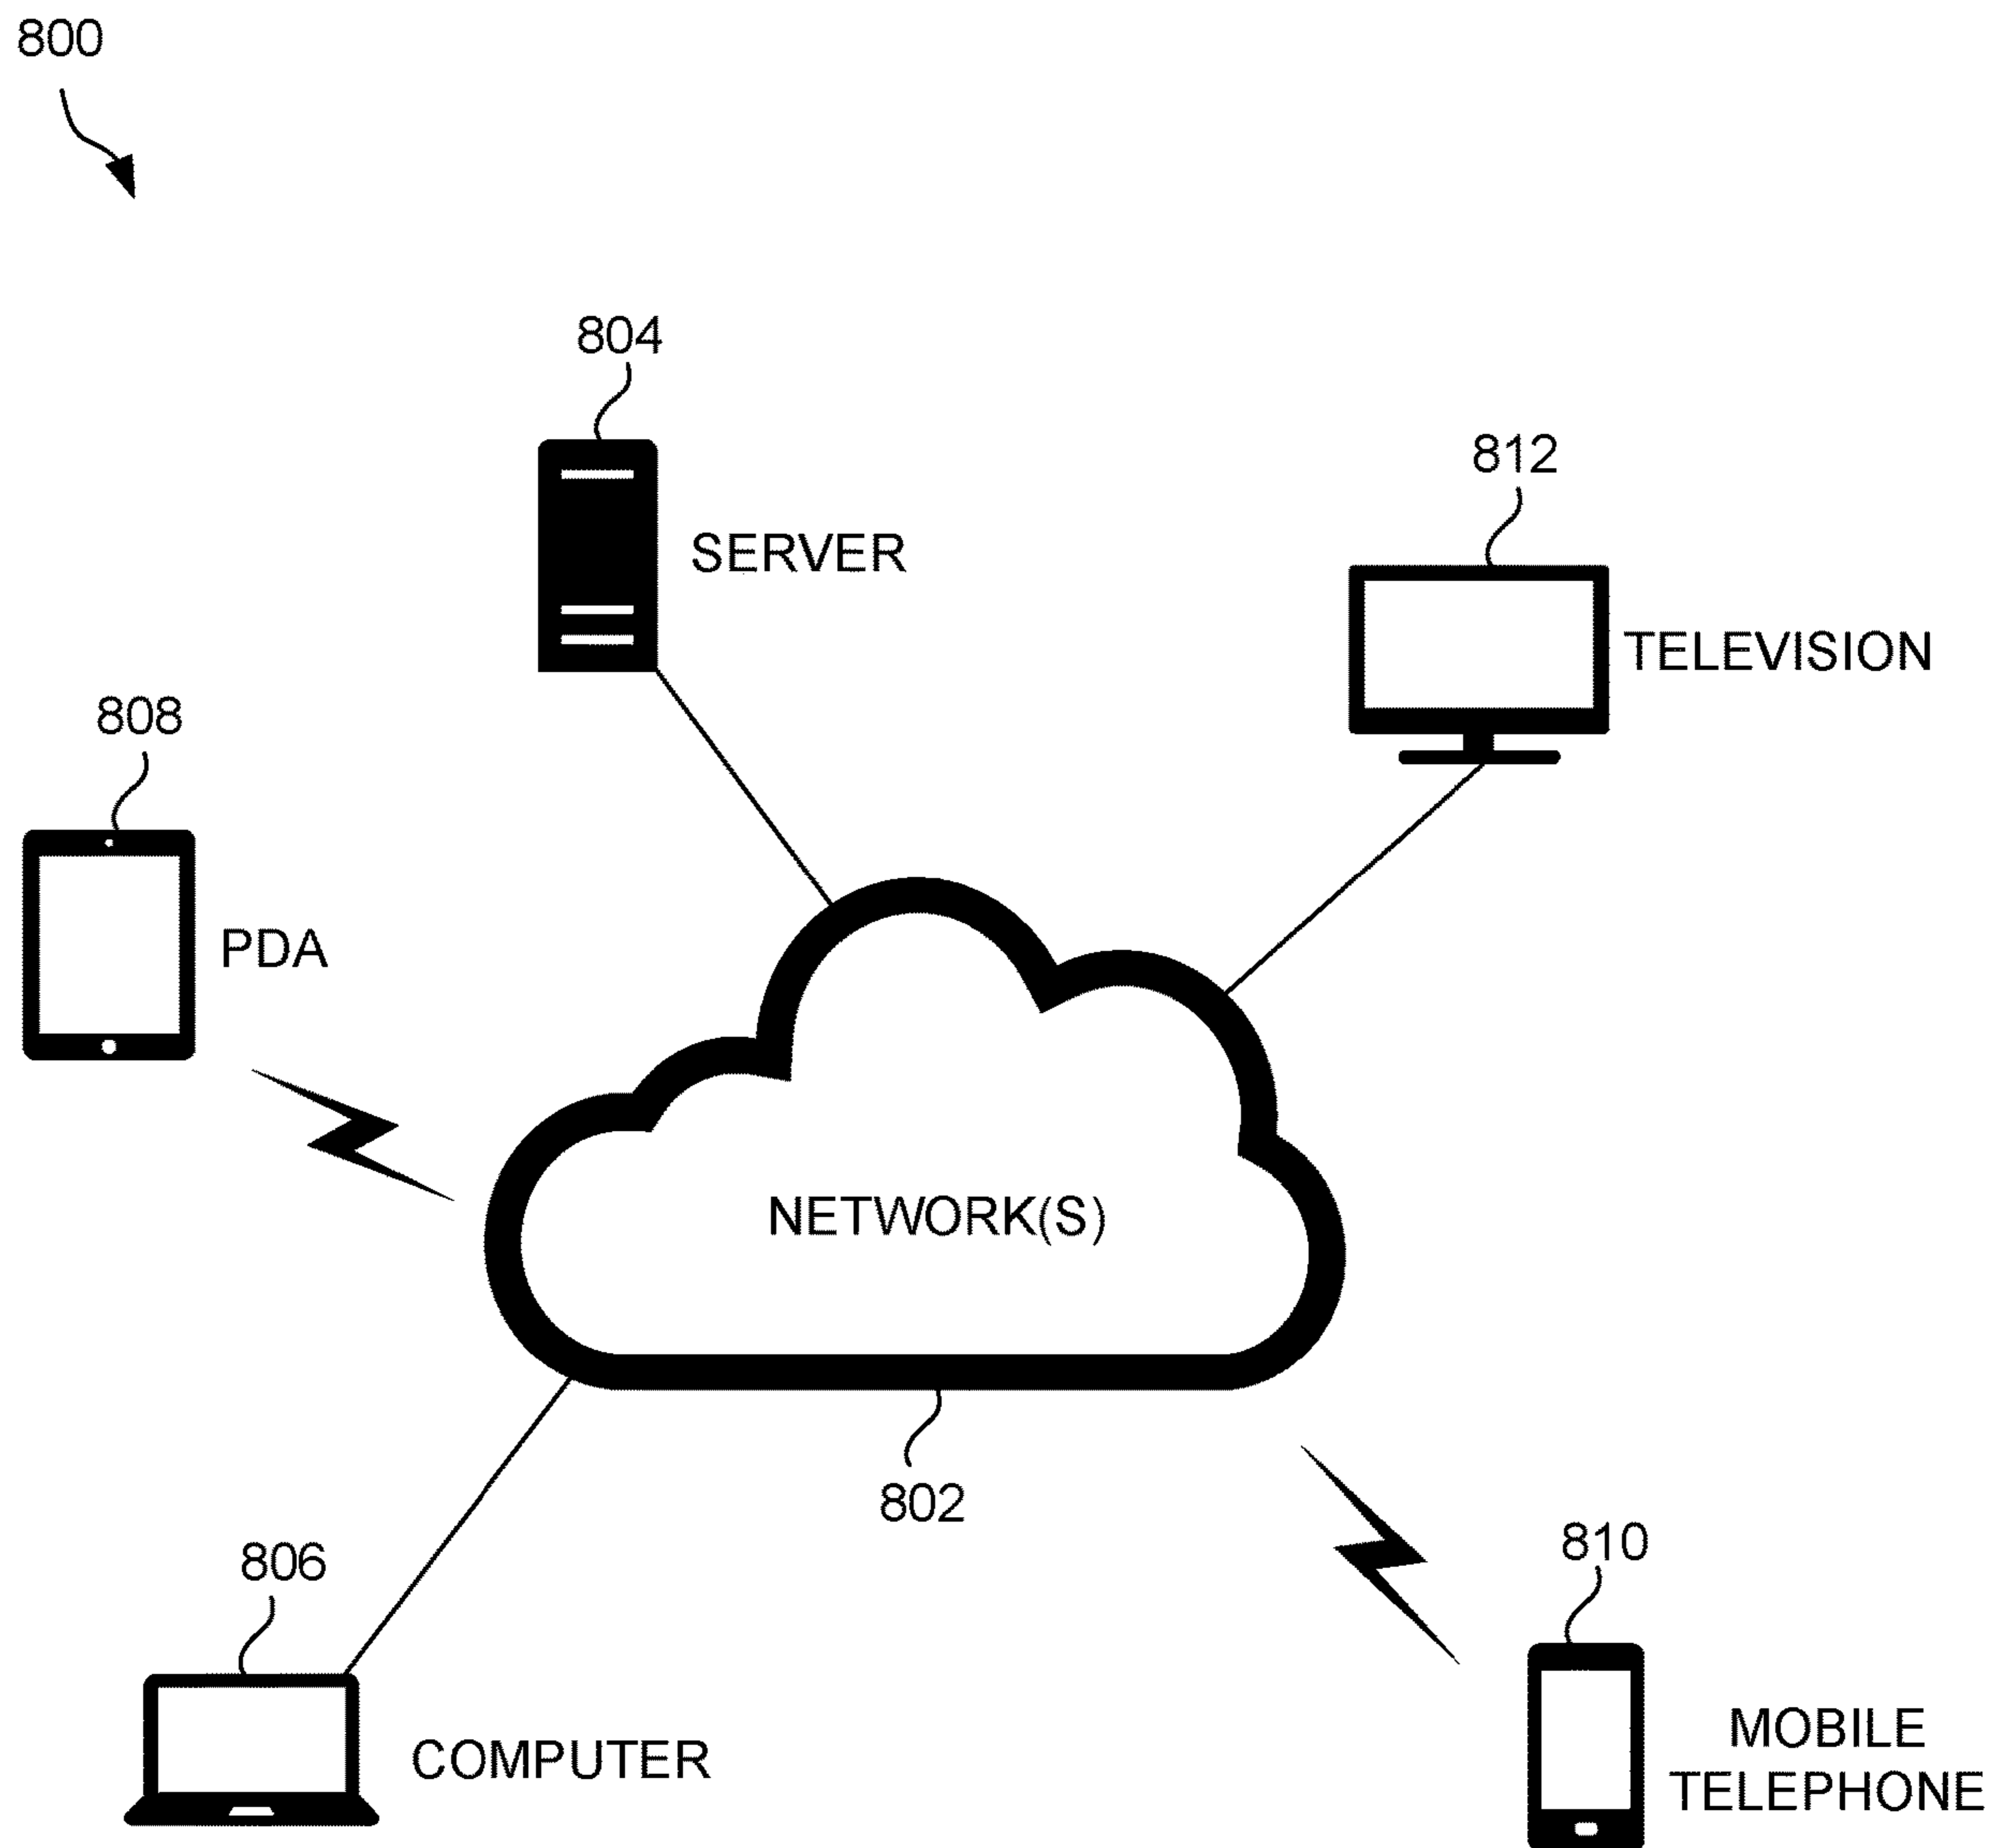 800
804
SERVER
812
TELEVISION
808
PDA
NETWORK(S)
802
806
COMPUTER
810
MOBILE
TELEPHONE